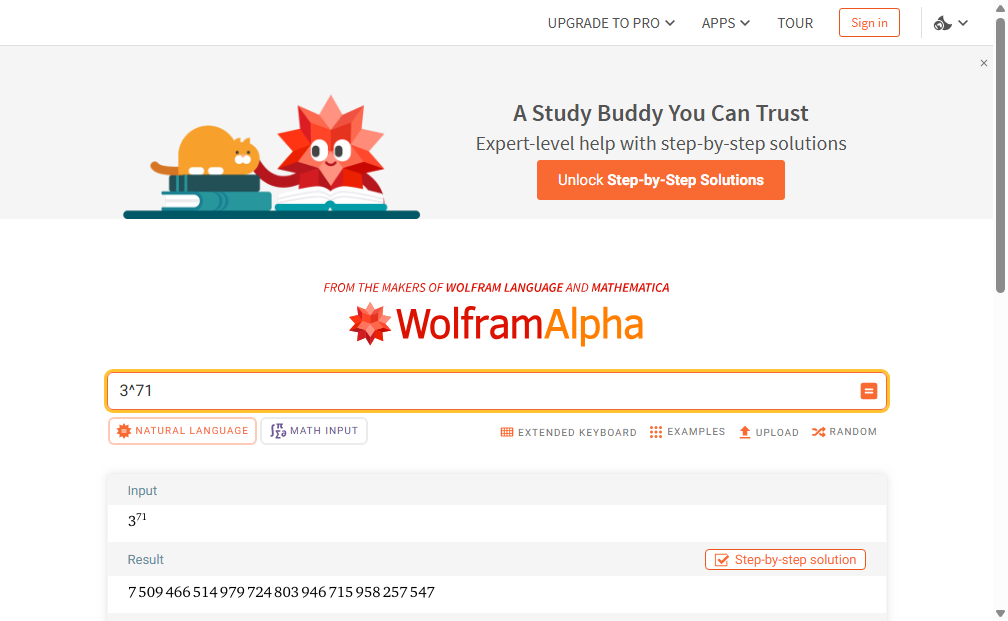 UPGRADE TO PRO APPS TOUR Sign in
×
A Study Buddy You Can Trust
Expert-level help with step-by-step solutions
Unlock Step-by-Step Solutions
FROM THE MAKERS OF WOLFRAM LANGUAGE AND MATHEMATICA
WolframAlpha
3^71 =
NATURAL LANGUAGE ∫Σ∂π MATH INPUT EXTENDED KEYBOARD EXAMPLES UPLOAD RANDOM
Input
3⁷¹
Result Step-by-step solution
7 509 466 514 979 724 803 946 715 958 257 547